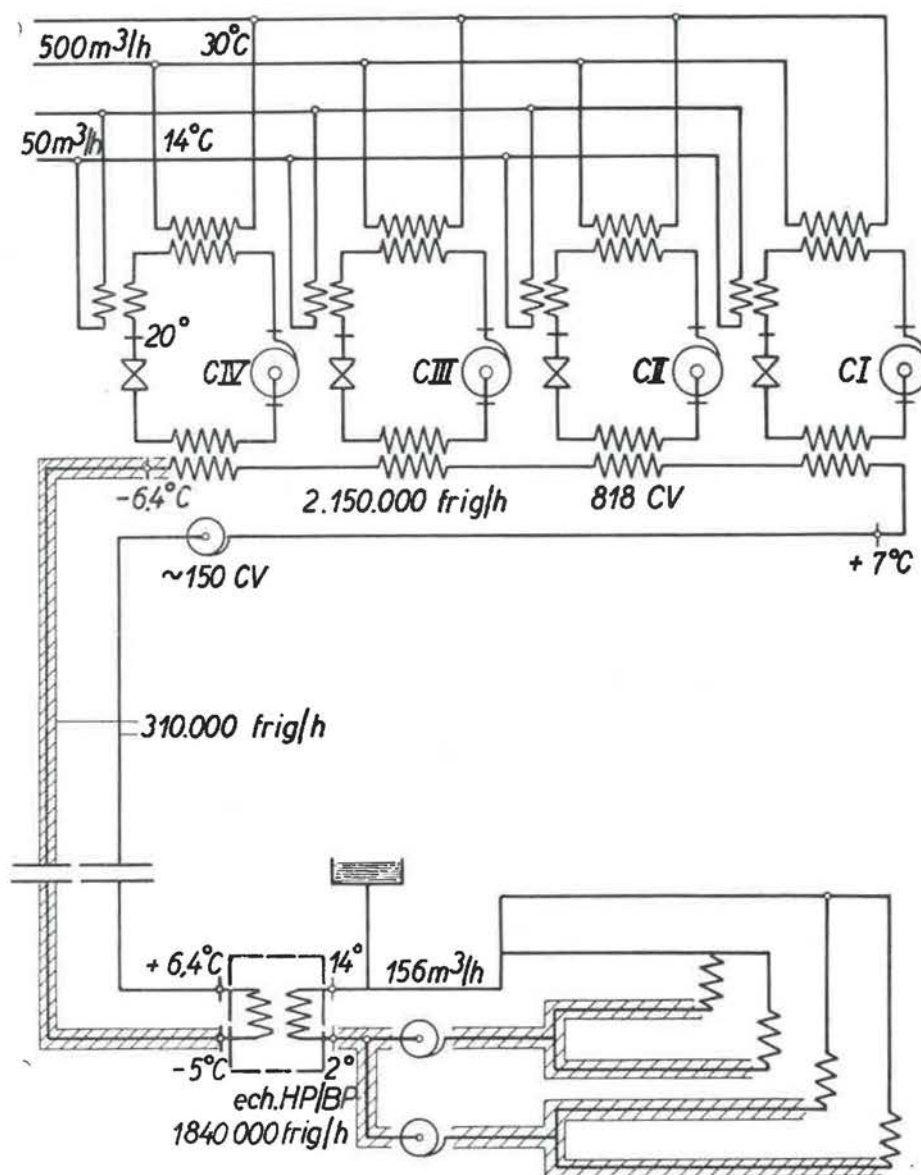 500m³/h 30°C
50m³/h 14°C
20°
CIV CIII CII CI
-6,4°C
2.150.000 frig/h
818 CV
~150 CV
+7°C
310.000 frig/h
+6,4°C 14° 156m³/h
-5°C 2°
ech.HP/BP
1840 000 frig/h